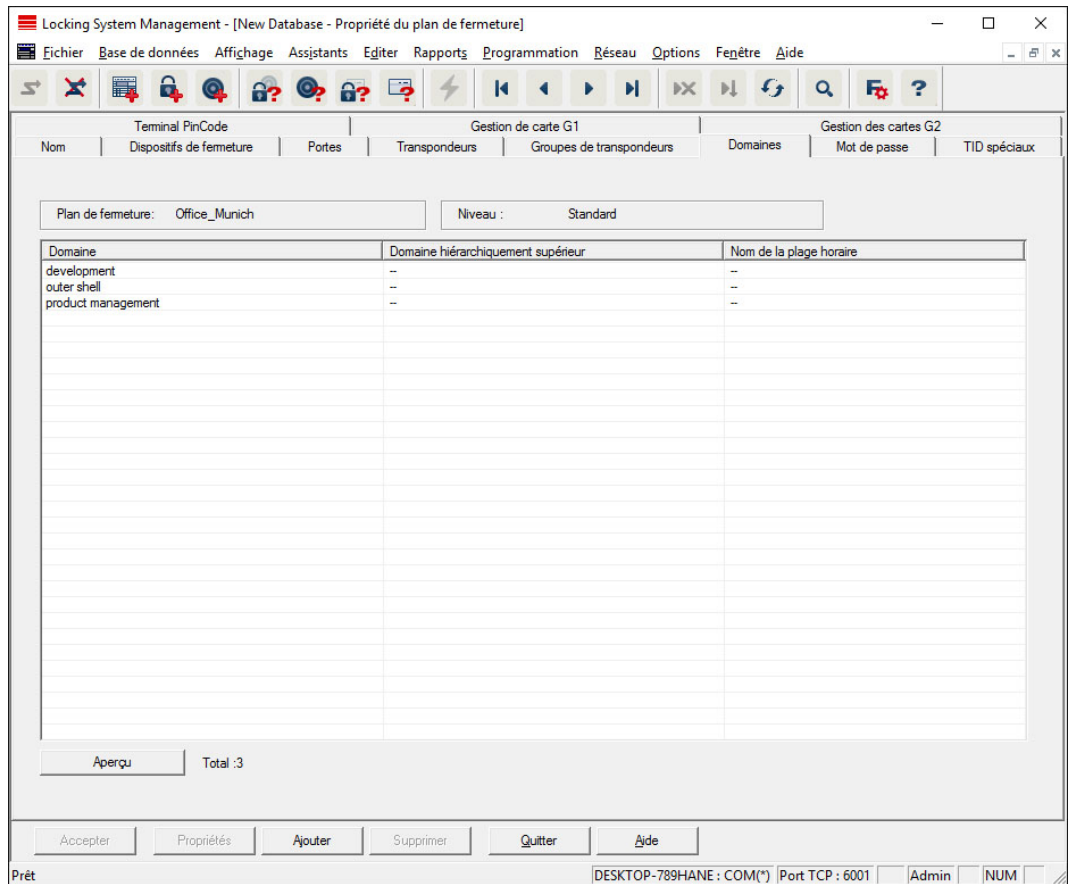 Locking System Management - [New Database - Propriété du plan de fermeture]
Fichier Base de données Affichage Assistants Editer Rapports Programmation Réseau Options Fenêtre Aide
Terminal PinCode Gestion de carte G1 Gestion des cartes G2
Nom Dispositifs de fermeture Portes Transpondeurs Groupes de transpondeurs Domaines Mot de passe TID spéciaux
Plan de fermeture: Office_Munich Niveau : Standard
Domaine Domaine hiérarchiquement supérieur Nom de la plage horaire
development -- --
outer shell -- --
product management -- --
Aperçu Total :3
Accepter Propriétés Ajouter Supprimer Quitter Aide
Prêt DESKTOP-789HANE : COM(*) Port TCP : 6001 Admin NUM